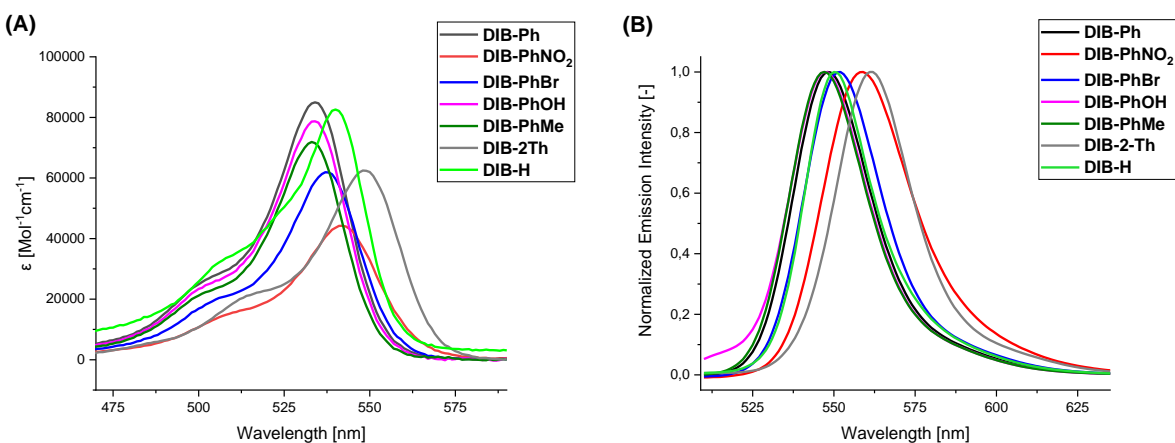 (A)
DIB-Ph
DIB-PhNO₂
DIB-PhBr
DIB-PhOH
DIB-PhMe
DIB-2Th
DIB-H
100000
80000
60000
40000
20000
0
ε [Mol⁻¹cm⁻¹]
475
500
525
550
575
Wavelength [nm]
(B)
DIB-Ph
DIB-PhNO₂
DIB-PhBr
DIB-PhOH
DIB-PhMe
DIB-2-Th
DIB-H
1,0
0,8
0,6
0,4
0,2
0,0
Normalized Emission Intensity [-]
525
550
575
600
625
Wavelength [nm]